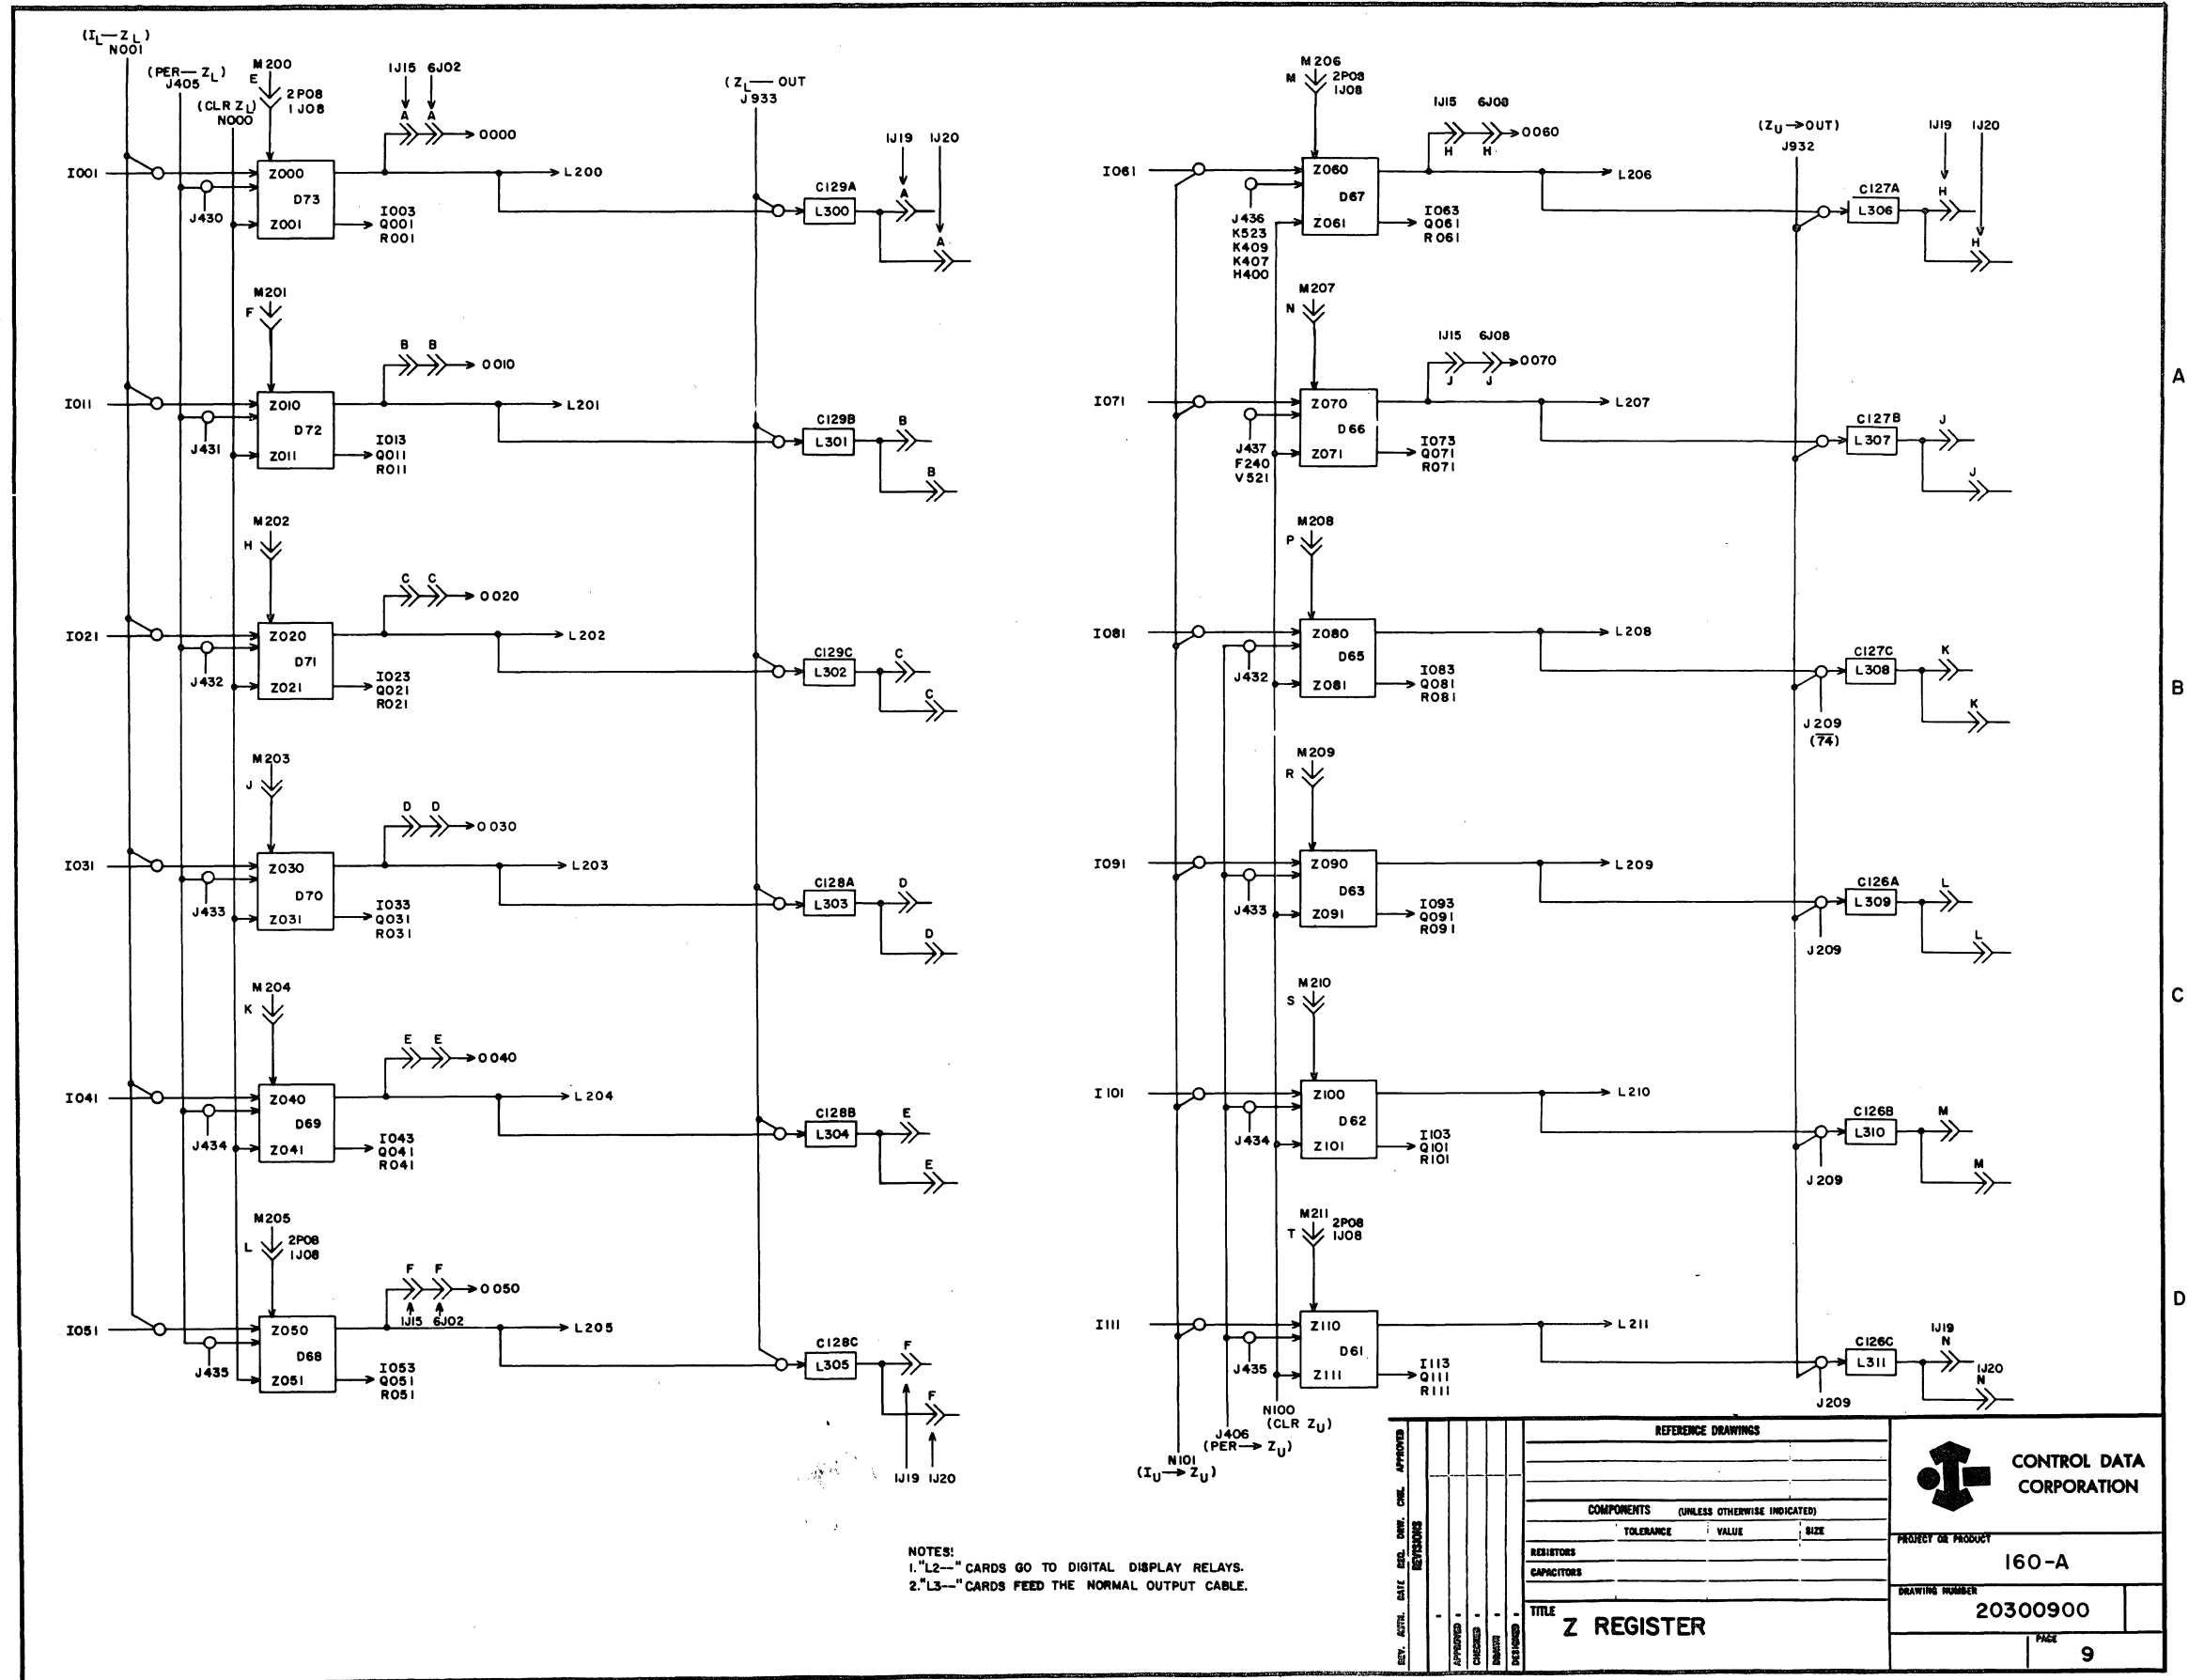 (I L — Z L )
N001
(PER— Z L )
J405
(CLR Z L )
N000
M200
E
2P08
1J08
1J15 6J02
A A
0000
I001
Z000
D73
Z001
J430
L200
I003
Q001
R001
(Z L — OUT
J933
C129A
L300
1J19 1J20
A
A
M201
F
B B
0010
I011
Z010
D72
Z011
J431
L201
I013
Q011
R011
C129B
L301
B
B
M202
H
C C
0020
I021
Z020
D71
Z021
J432
L202
I023
Q021
R021
C129C
L302
C
C
M203
J
D D
0030
I031
Z030
D70
Z031
J433
L203
I033
Q031
R031
C128A
L303
D
D
M204
K
E E
0040
I041
Z040
D69
Z041
J434
L204
I043
Q041
R041
C128B
L304
E
E
M205
L
2P08
1J08
F F
0050
1J15 6J02
I051
Z050
D68
Z051
J435
L205
I053
Q051
R051
C128C
L305
F
F
1J19 1J20
M206
M
2P08
1J08
1J15 6J08
H H
0060
I061
Z060
D67
Z061
J436
K523
K409
K407
H400
L206
I063
Q061
R061
(Z U →OUT)
J932
C127A
L306
1J19 1J20
H
H
M207
N
1J15 6J08
J J
0070
I071
Z070
D66
Z071
J437
F240
V521
L207
I073
Q071
R071
C127B
L307
J
J
M208
P
I081
Z080
D65
Z081
J432
L208
I083
Q081
R081
C127C
L308
J209
(74)
K
K
M209
R
I091
Z090
D63
Z091
J433
L209
I093
Q091
R091
C126A
L309
J209
L
L
M210
S
I101
Z100
D62
Z101
J434
L210
I103
Q101
R101
C126B
L310
J209
M
M
M211
T
2P08
1J08
I111
Z110
D61
Z111
J435
L211
I113
Q111
R111
C126C
L311
J209
1J19
N
1J20
N
N100
(CLR Z U )
J406
(PER→ Z U )
N101
(I U → Z U )
A
B
C
D
NOTES:
1."L2--" CARDS GO TO DIGITAL DISPLAY RELAYS.
2."L3--" CARDS FEED THE NORMAL OUTPUT CABLE.
REV. AUTH. DATE REQ. DRW. CHK. APPROVED
REVISIONS
APPROVED -
CHECKED -
DRAWN -
DESIGNED -
REFERENCE DRAWINGS
COMPONENTS (UNLESS OTHERWISE INDICATED)
TOLERANCE VALUE SIZE
RESISTORS
CAPACITORS
TITLE
Z REGISTER
CONTROL DATA
CORPORATION
PROJECT OR PRODUCT
160-A
DRAWING NUMBER
20300900
PAGE
9